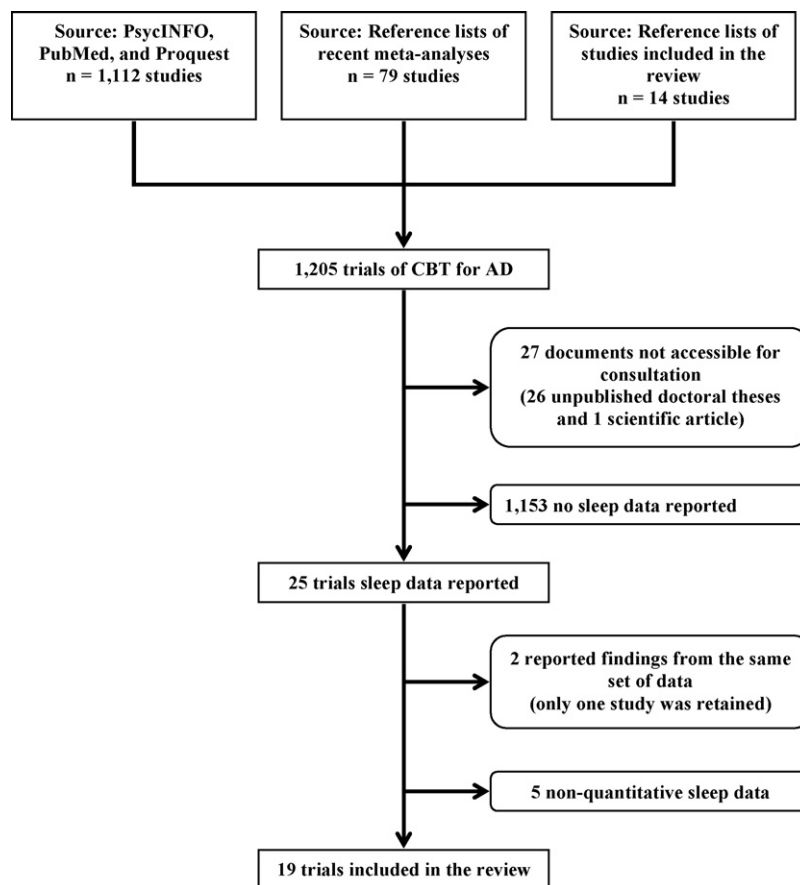 Source: PsycINFO,
PubMed, and Proquest
n = 1,112 studies
Source: Reference lists of
recent meta-analyses
n = 79 studies
Source: Reference lists of
studies included in the
review
n = 14 studies
1,205 trials of CBT for AD
27 documents not accessible for
consultation
(26 unpublished doctoral theses
and 1 scientific article)
1,153 no sleep data reported
25 trials sleep data reported
2 reported findings from the same
set of data
(only one study was retained)
5 non-quantitative sleep data
19 trials included in the review